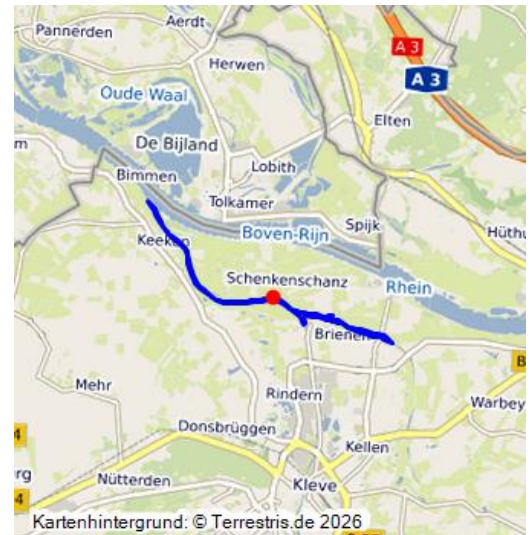 Pannerden
Aerdt
A 3
Herwen
A 3
Oude Waal
Elten
De Bijland
Lobith
Bimmen
Tolkamer
Spijk
Boven-Rijn
Hüthu
Keeken
Schenkenschanz
Rhein
Brienen
B
Mehr
Rindern
Warbey
Donsbrüggen
Kellen
Nütterden
Kleve
Kartenhintergrund: © Terrestris.de 2026